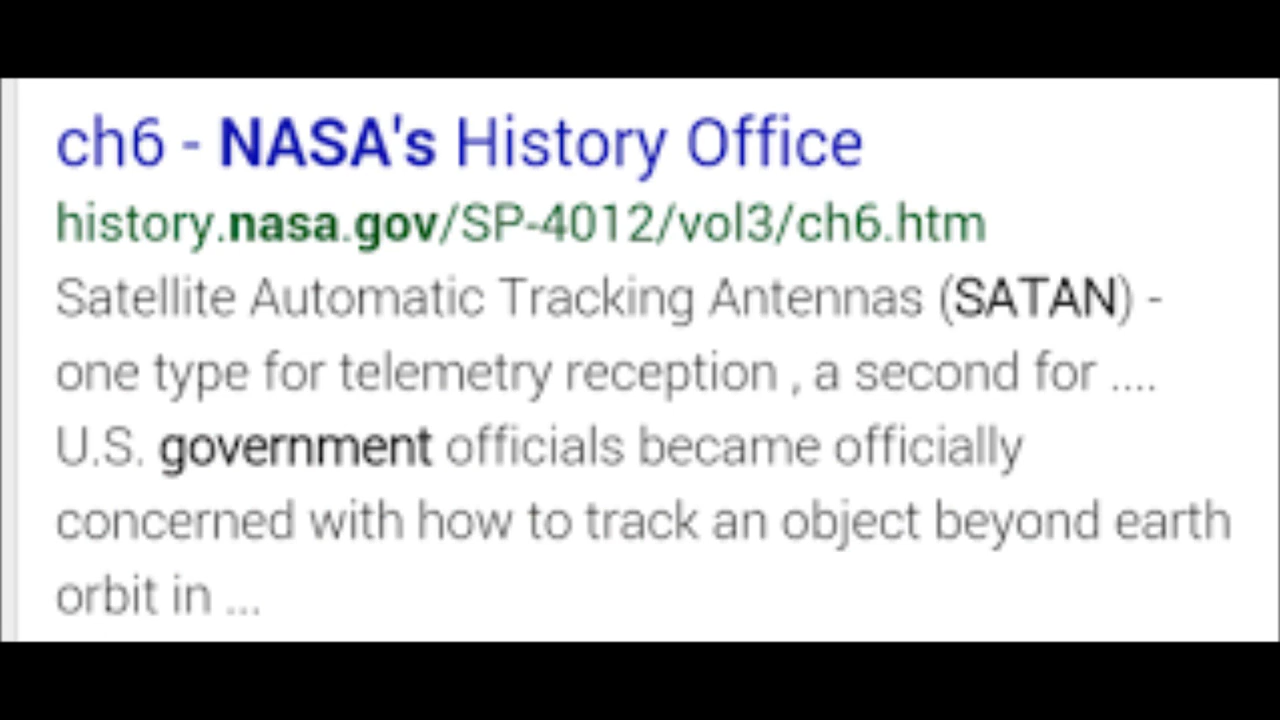 ch6 - NASA's History Office
history.nasa.gov/SP-4012/vol3/ch6.htm
Satellite Automatic Tracking Antennas (SATAN) -
one type for telemetry reception , a second for ....
U.S. government officials became officially
concerned with how to track an object beyond earth
orbit in ...